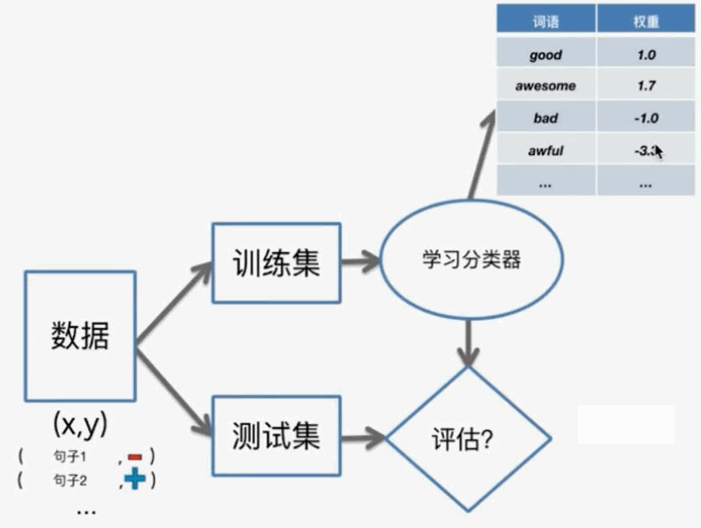 词语 权重
good 1.0
awesome 1.7
bad -1.0
awful -3.3
... ...
训练集
学习分类器
数据
测试集
评估?
(x,y)
( 句子1 ,- )
( 句子2 ,+ )
...